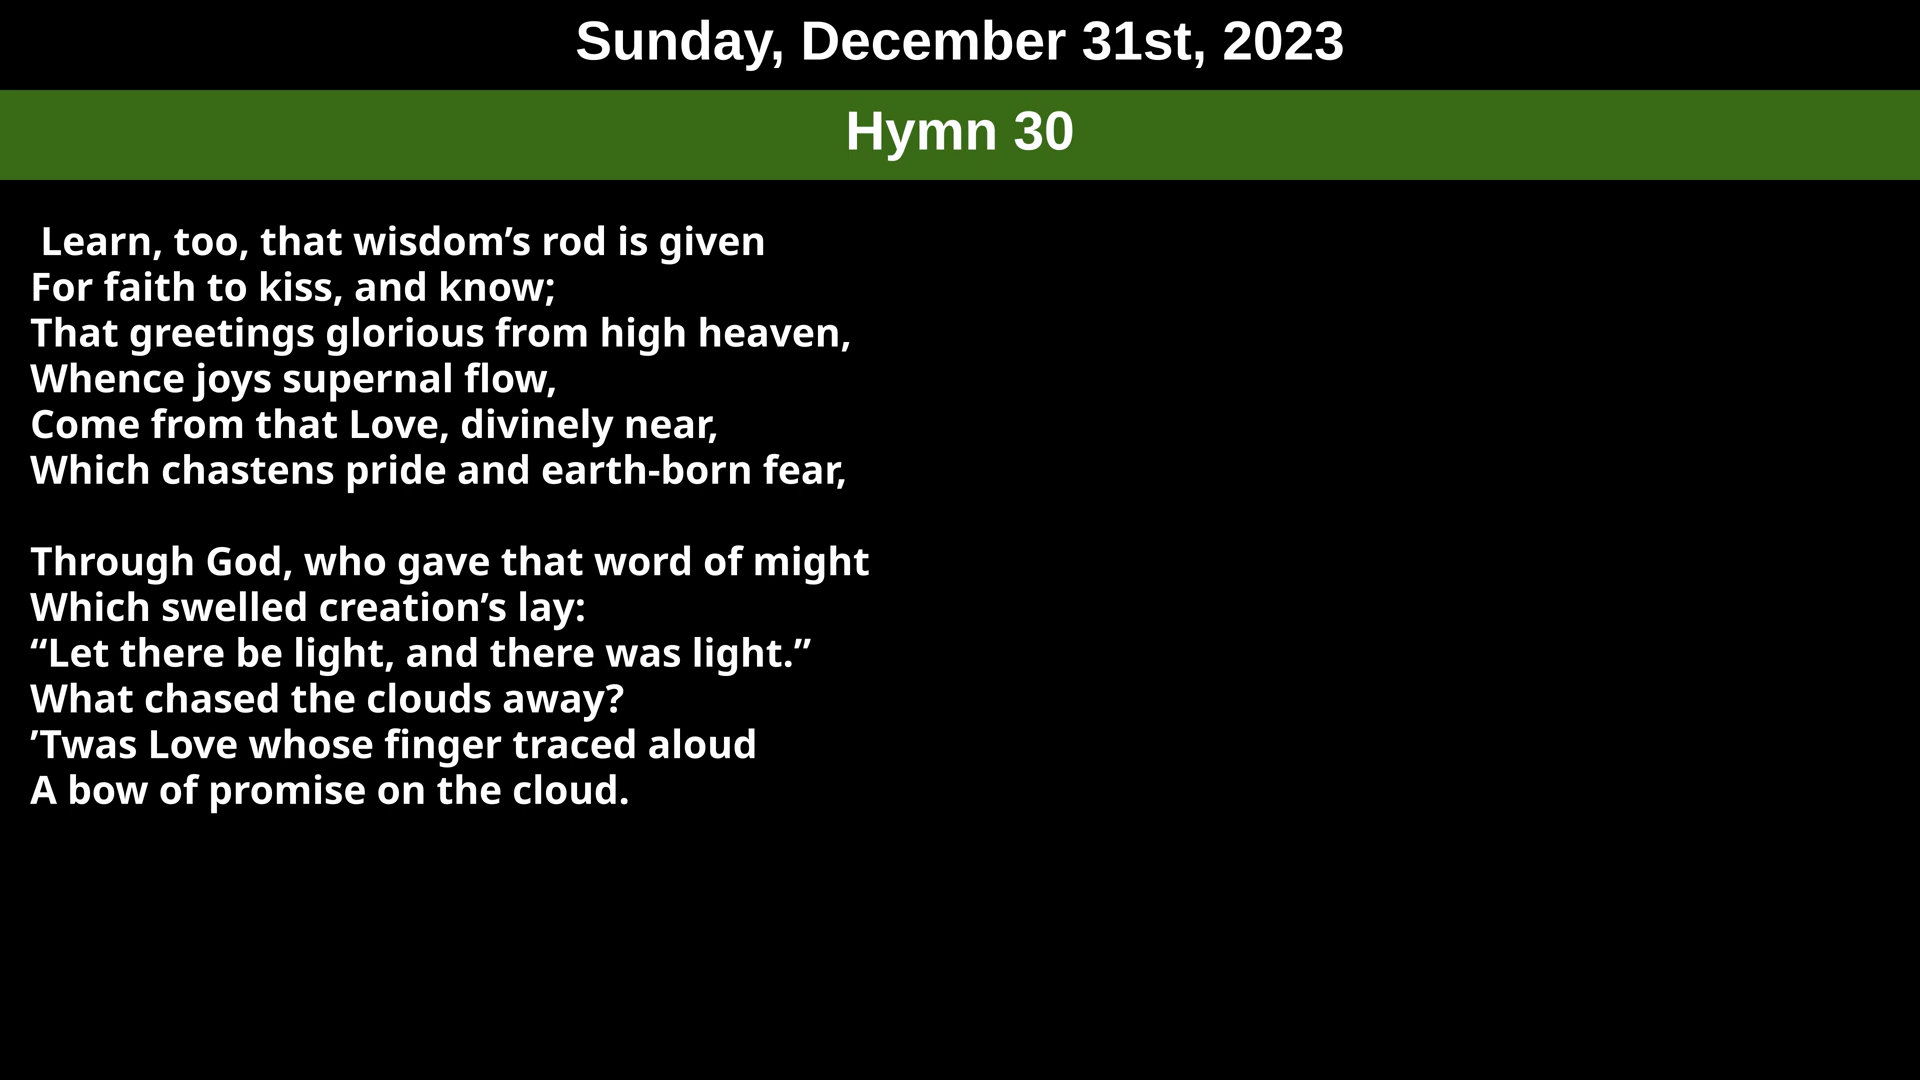 Sunday, December 31st, 2023
Hymn 30
Learn, too, that wisdom’s rod is given
For faith to kiss, and know;
That greetings glorious from high heaven,
Whence joys supernal flow,
Come from that Love, divinely near,
Which chastens pride and earth-born fear,
Through God, who gave that word of might
Which swelled creation’s lay:
“Let there be light, and there was light.”
What chased the clouds away?
’Twas Love whose finger traced aloud
A bow of promise on the cloud.